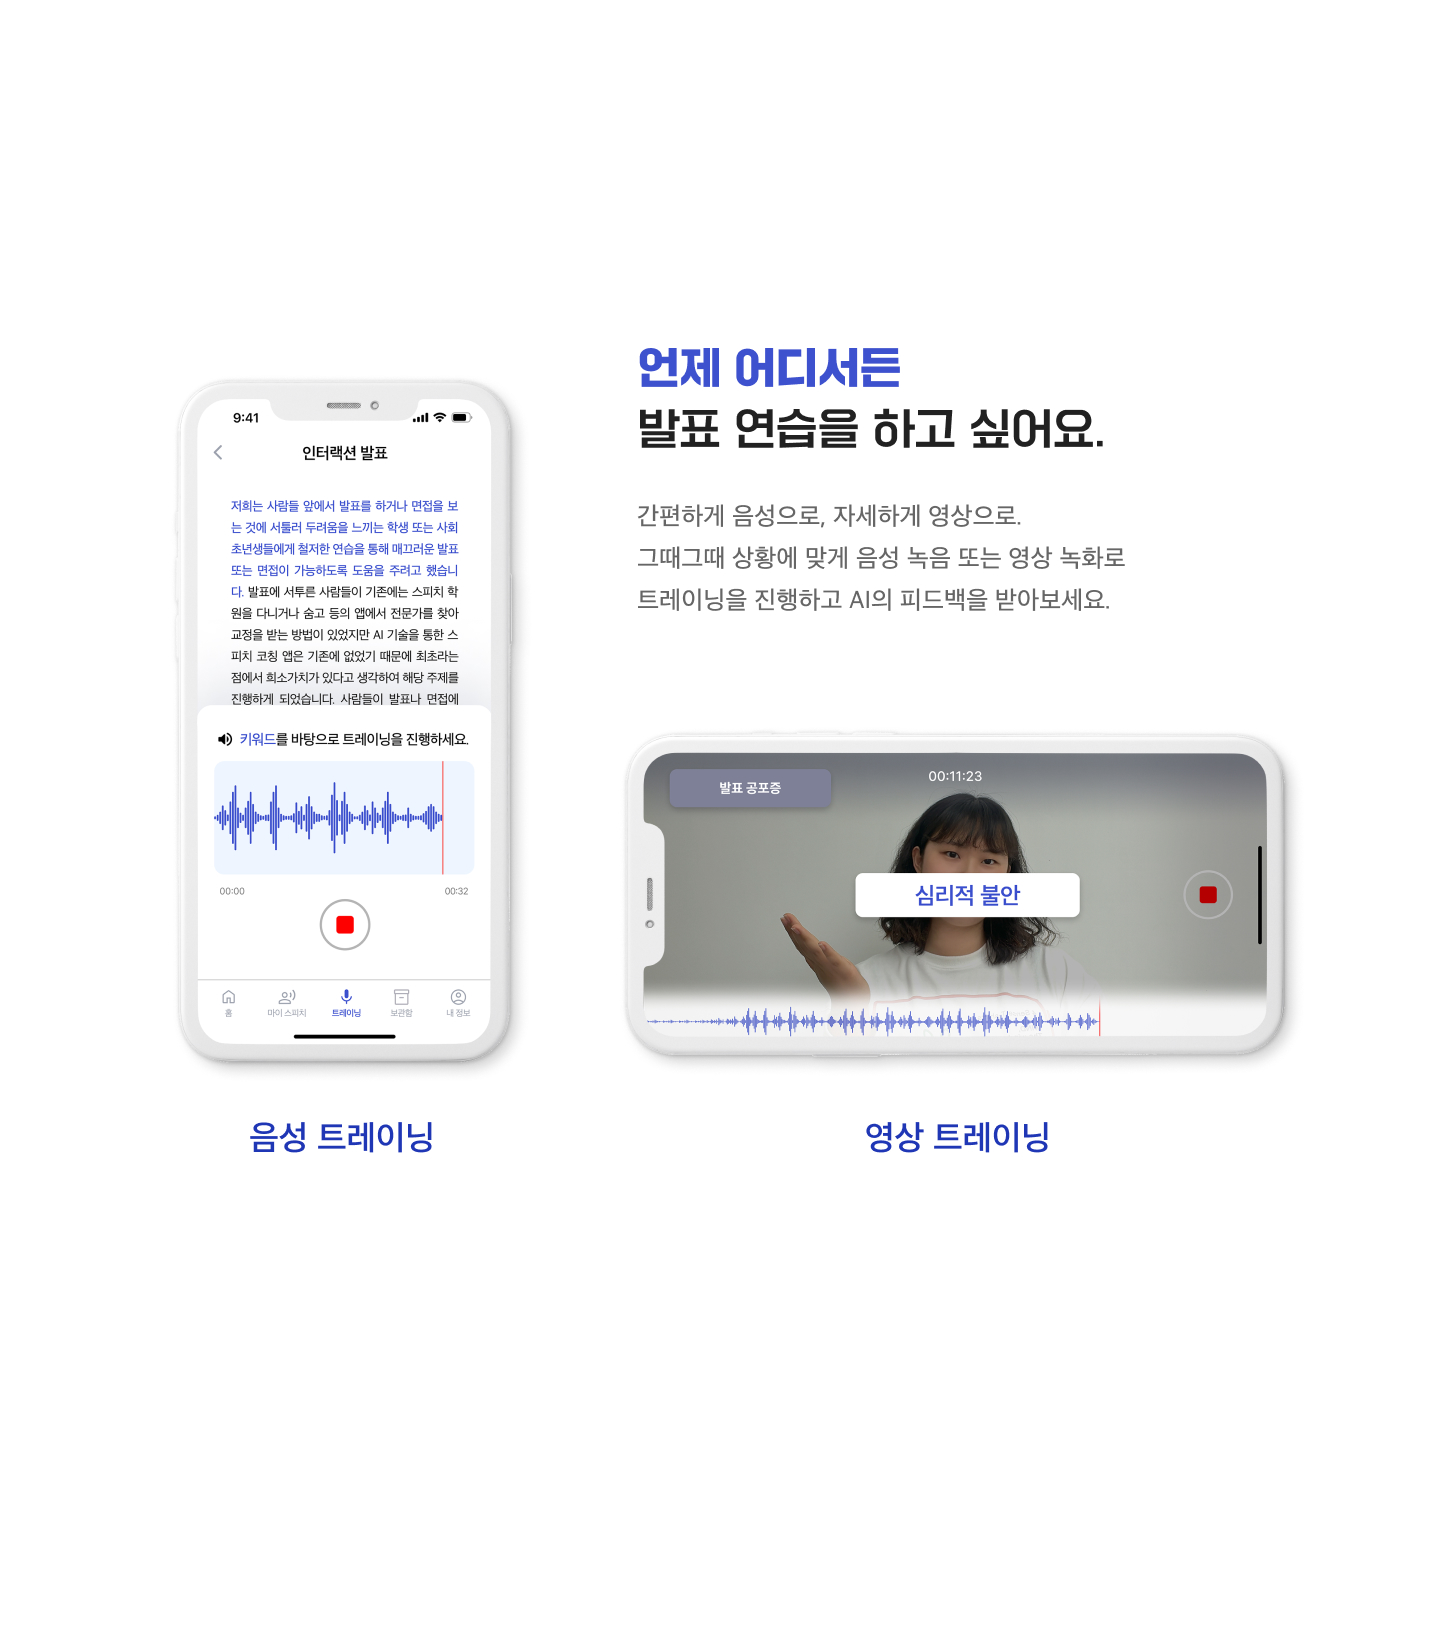 언제 어디서든
발표 연습을 하고 싶어요.
간편하게 음성으로, 자세하게 영상으로.
그때그때 상황에 맞게 음성 녹음 또는 영상 녹화로
트레이닝을 진행하고 AI의 피드백을 받아보세요.
9:41
인터랙션 발표
저희는 사람들 앞에서 발표를 하거나 면접을 보
는 것에 서툴러 두려움을 느끼는 학생 또는 사회
초년생들에게 철저한 연습을 통해 매끄러운 발표
또는 면접이 가능하도록 도움을 주려고 했습니
다. 발표에 서투른 사람들이 기존에는 스피치 학
원을 다니거나 숨고 등의 앱에서 전문가를 찾아
교정을 받는 방법이 있었지만 AI 기술을 통한 스
피치 코칭 앱은 기존에 없었기 때문에 최초라는
점에서 희소가치가 있다고 생각하여 해당 주제를
진행하게 되었습니다. 사람들이 발표나 면접에
키워드를 바탕으로 트레이닝을 진행하세요.
00:00 00:32
홈 마이 스피치 트레이닝 보관함 내 정보
음성 트레이닝
발표 공포증
00:11:23
심리적 불안
영상 트레이닝